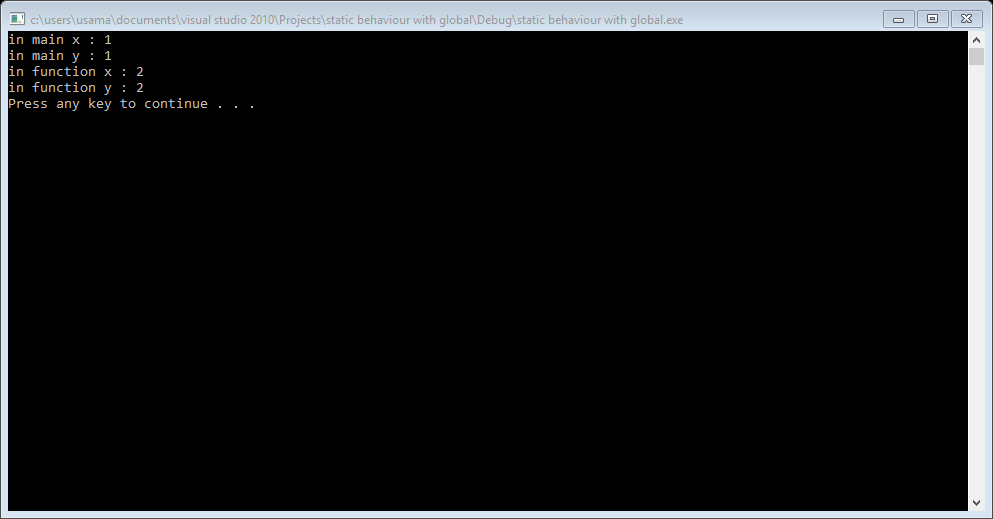 c:\users\usama\documents\visual studio 2010\Projects\static behaviour with global\Debug\static behaviour with global.exe
in main x : 1
in main y : 1
in function x : 2
in function y : 2
Press any key to continue . . .